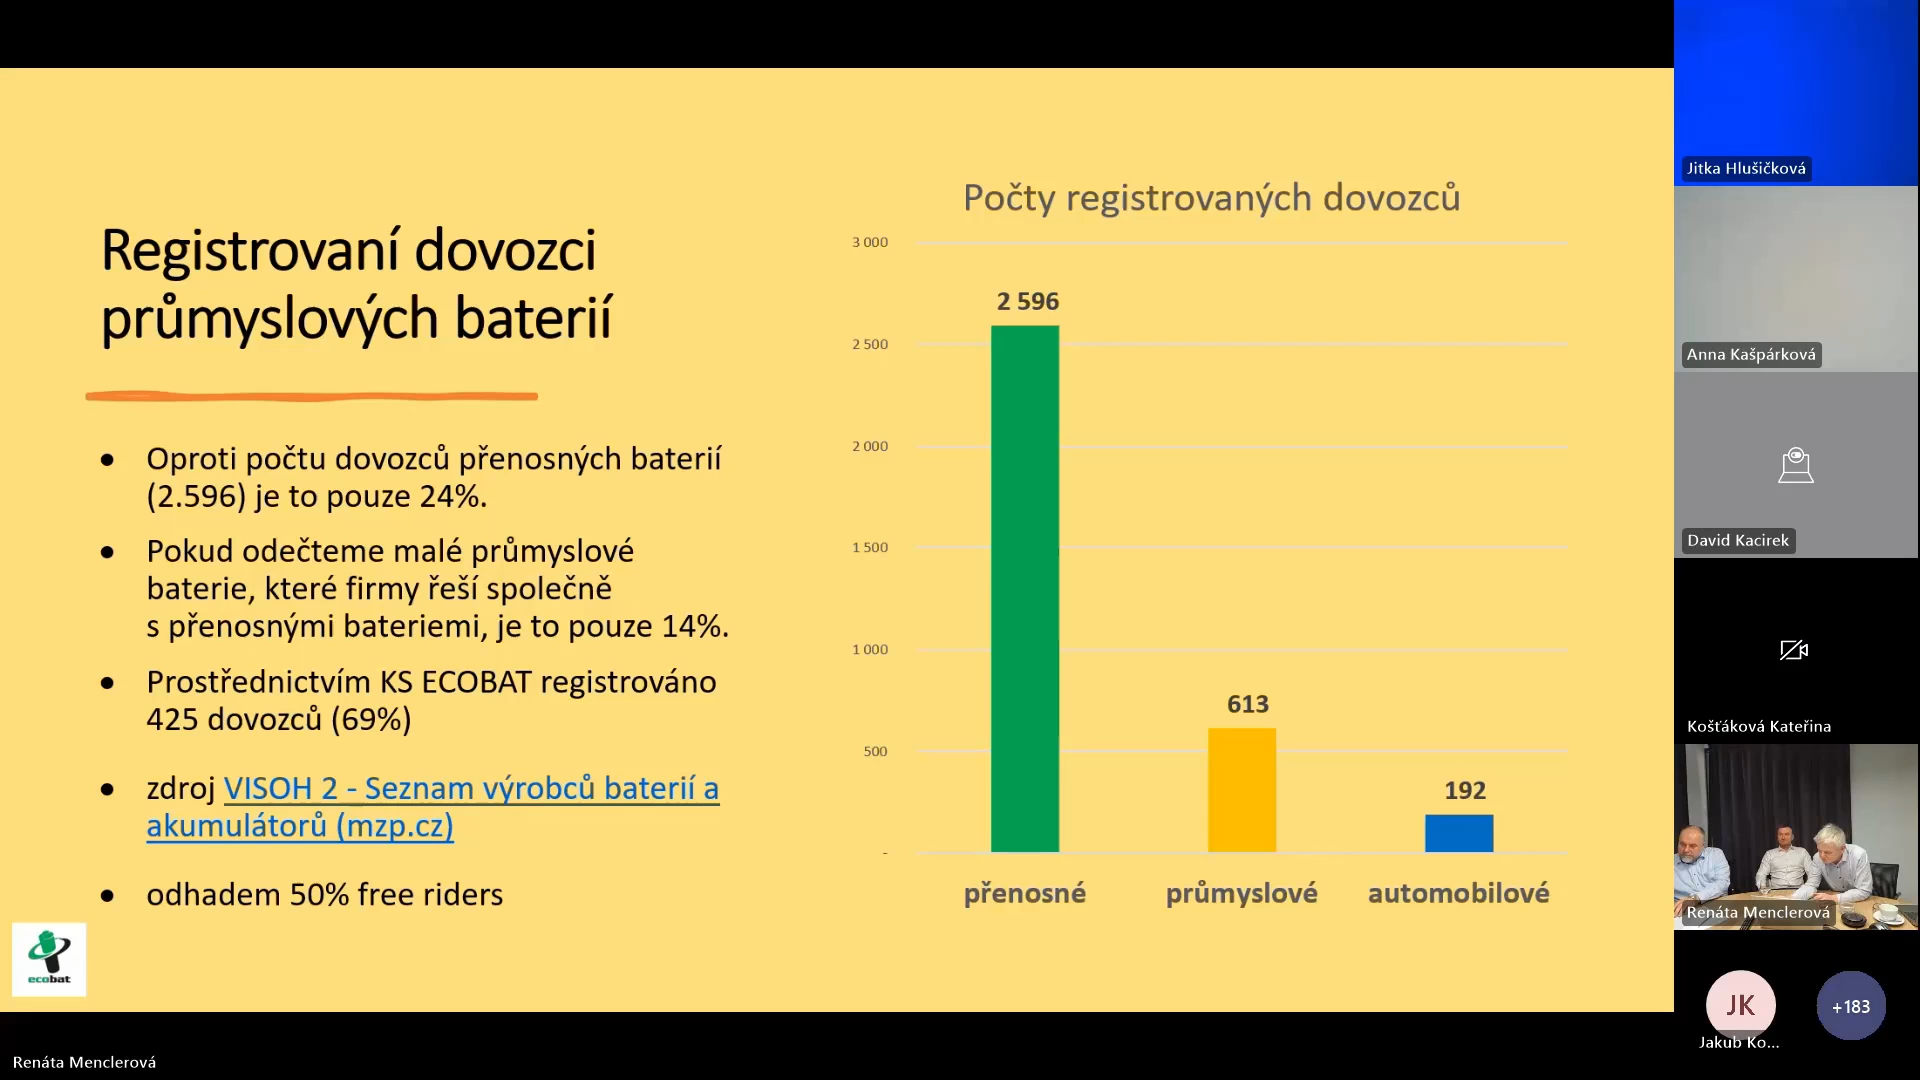 Registrovaní dovozci
průmyslových baterií
• Oproti počtu dovozců přenosných baterií
(2.596) je to pouze 24%.
• Pokud odečteme malé průmyslové
baterie, které firmy řeší společně
s přenosnými bateriemi, je to pouze 14%.
• Prostřednictvím KS ECOBAT registrováno
425 dovozců (69%)
• zdroj VISOH 2 - Seznam výrobců baterií a
akumulátorů (mzp.cz)
• odhadem 50% free riders
ecobat
Počty registrovaných dovozců
3 000
2 500
2 000
1 500
1 000
500
-
2 596
613
192
přenosné
průmyslové
automobilové
Jitka Hlušičková
Anna Kašpárková
David Kacirek
Košťáková Kateřina
Renáta Menclerová
JK
Jakub Ko...
+183
Renáta Menclerová